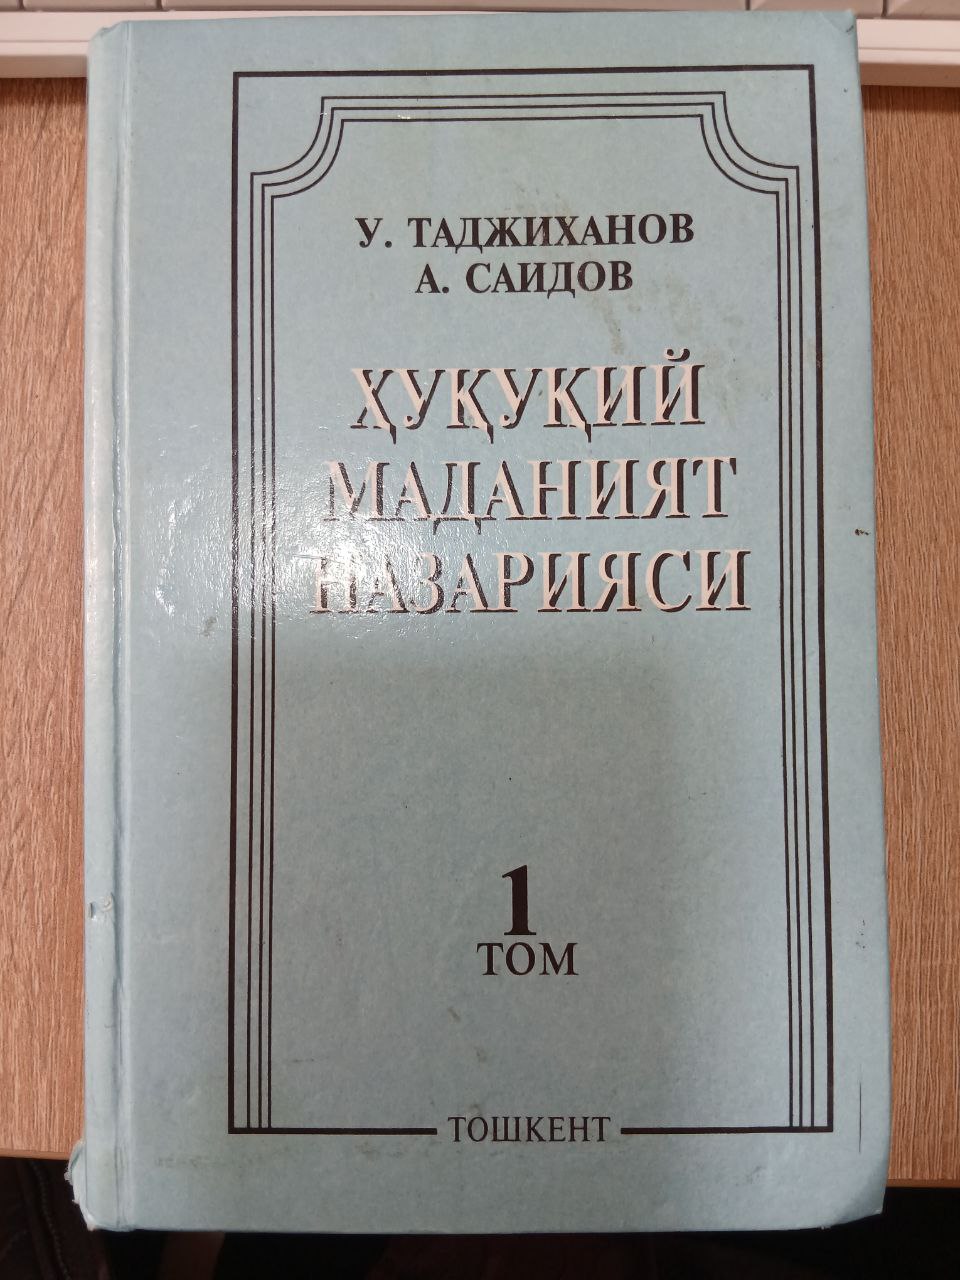 У. ТАДЖИХАНОВ
А. САИДОВ
ҲУҚУҚИЙ
МАДАНИЯТ
НАЗАРИЯСИ
1
ТОМ
ТОШКЕНТ